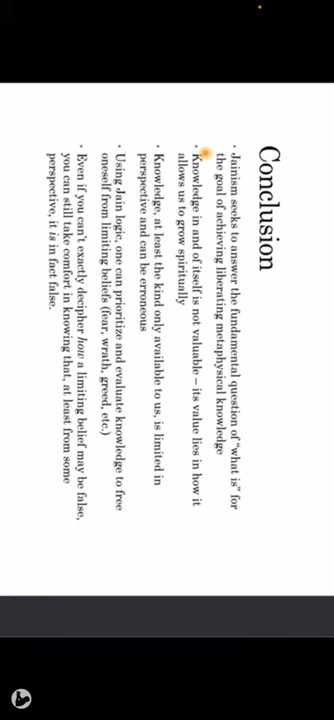 Conclusion
• Jainism seeks to answer the fundamental question of "what is" for
the goal of achieving liberating metaphysical knowledge
• Knowledge in and of itself is not valuable – its value lies in how it
allows us to grow spiritually
• Knowledge, at least the kind only available to us, is limited in
perspective and can be erroneous
• Using Jain logic, one can prioritize and evaluate knowledge to free
oneself from limiting beliefs (fear, wrath, greed, etc.)
• Even if you can't exactly decipher how a limiting belief may be false,
you can still take comfort in knowing that, at least from some
perspective, it is in fact false.